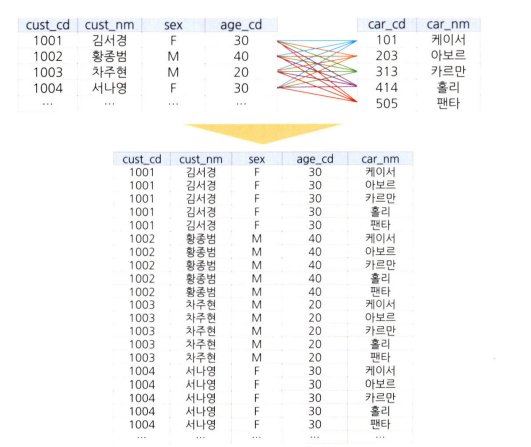 cust_cd cust_nm sex age_cd car_cd car_nm
1001 김서경 F 30 101 케이서
1002 황종범 M 40 203 아보르
1003 차주현 M 20 313 카르만
1004 서나영 F 30 414 홀리
... ... ... ... 505 팬타
cust_cd cust_nm sex age_cd car_nm
1001 김서경 F 30 케이서
1001 김서경 F 30 아보르
1001 김서경 F 30 카르만
1001 김서경 F 30 홀리
1001 김서경 F 30 팬타
1002 황종범 M 40 케이서
1002 황종범 M 40 아보르
1002 황종범 M 40 카르만
1002 황종범 M 40 홀리
1002 황종범 M 40 팬타
1003 차주현 M 20 케이서
1003 차주현 M 20 아보르
1003 차주현 M 20 카르만
1003 차주현 M 20 홀리
1003 차주현 M 20 팬타
1004 서나영 F 30 케이서
1004 서나영 F 30 아보르
1004 서나영 F 30 카르만
1004 서나영 F 30 홀리
1004 서나영 F 30 팬타
... ... ... ... ...